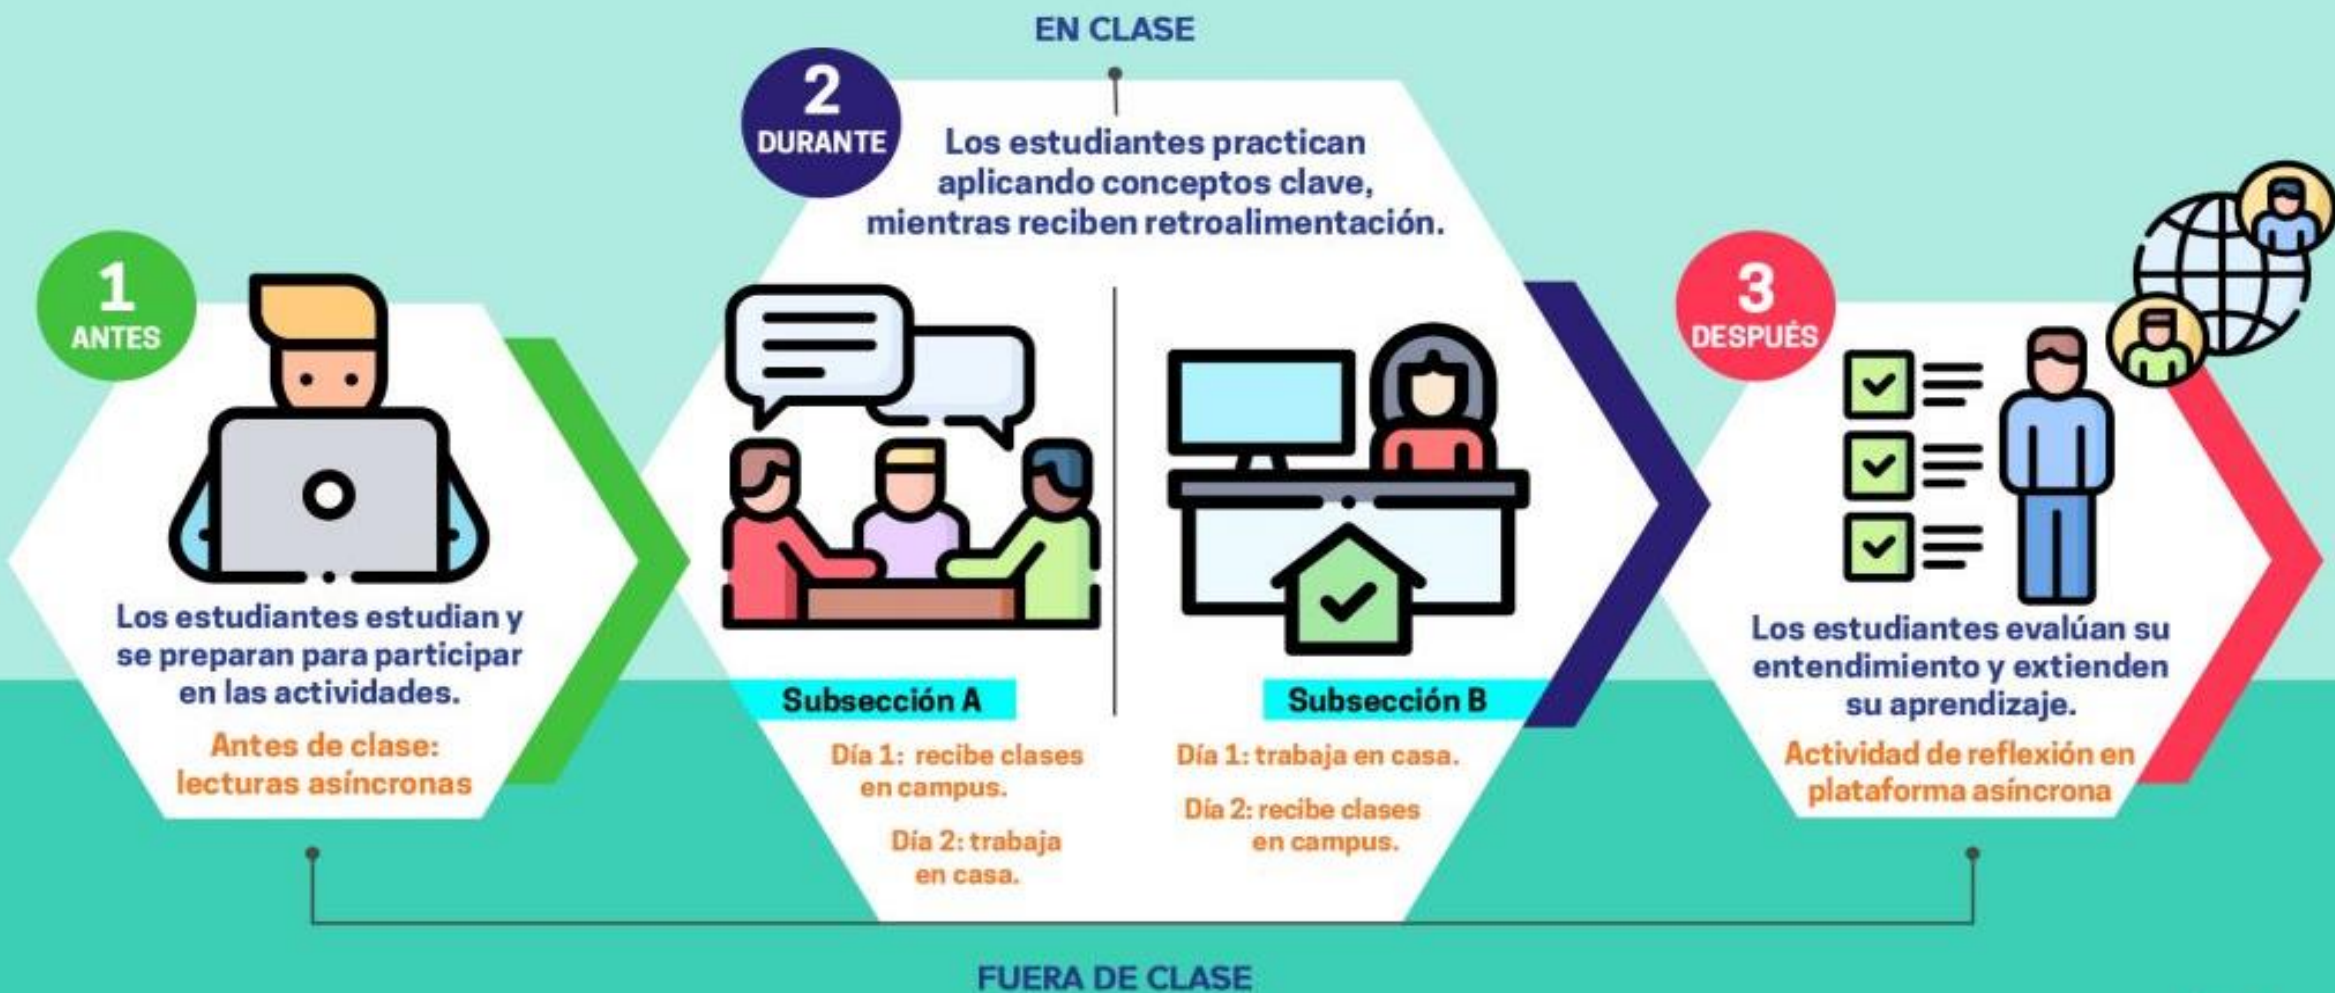 EN CLASE
1
ANTES
Los estudiantes estudian y
se preparan para participar
en las actividades.
Antes de clase:
lecturas asíncronas
2
DURANTE
Los estudiantes practican
aplicando conceptos clave,
mientras reciben retroalimentación.
Subsección A
Día 1: recibe clases
en campus.
Día 2: trabaja
en casa.
Subsección B
Día 1: trabaja en casa.
Día 2: recibe clases
en campus.
3
DESPUÉS
Los estudiantes evalúan su
entendimiento y extienden
su aprendizaje.
Actividad de reflexión en
plataforma asíncrona
FUERA DE CLASE